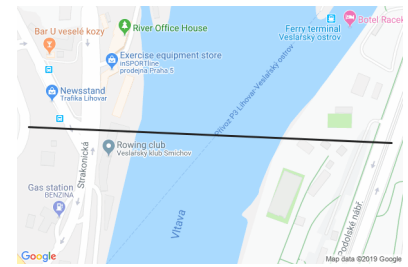 Bar U veselé kozy
River Office House
Ferry terminal
Veslařský ostrov
Botel Racek
Exercise equipment store
inSPORTline
prodejna Praha 5
Newsstand
Trafika Lihovar
Přívoz P3 Lihovar-Veslařský ostrov
Strakonická
Rowing club
Veslařský klub Smíchov
Gas station
BENZINA
Vltava
Podolské nábř.
Google
Map data ©2019 Google